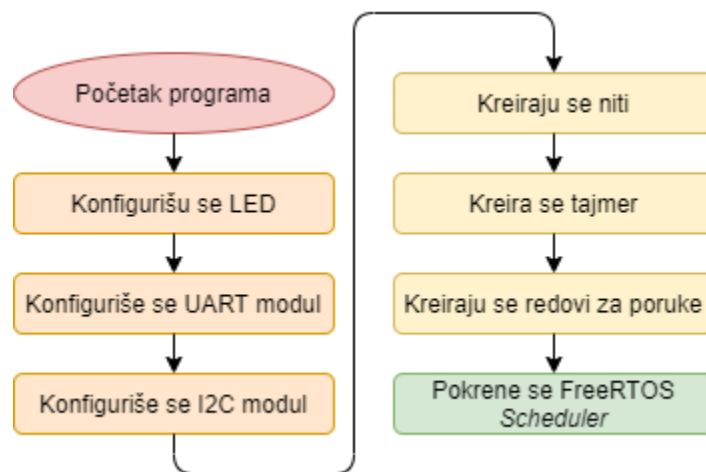 Početak programa
Konfigurišu se LED
Konfiguriše se UART modul
Konfiguriše se I2C modul
Kreiraju se niti
Kreira se tajmer
Kreiraju se redovi za poruke
Pokrene se FreeRTOS
Scheduler